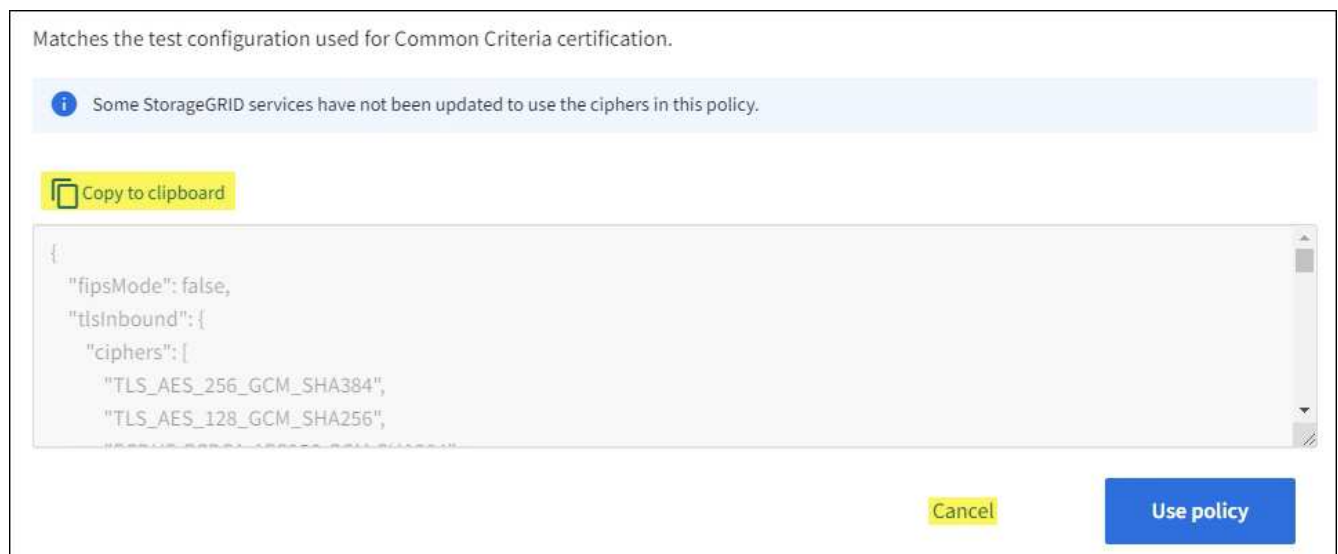 Matches the test configuration used for Common Criteria certification.
Some StorageGRID services have not been updated to use the ciphers in this policy.
Copy to clipboard
{
"fipsMode": false,
"tlsInbound": {
"ciphers": [
"TLS_AES_256_GCM_SHA384",
"TLS_AES_128_GCM_SHA256",
Cancel
Use policy